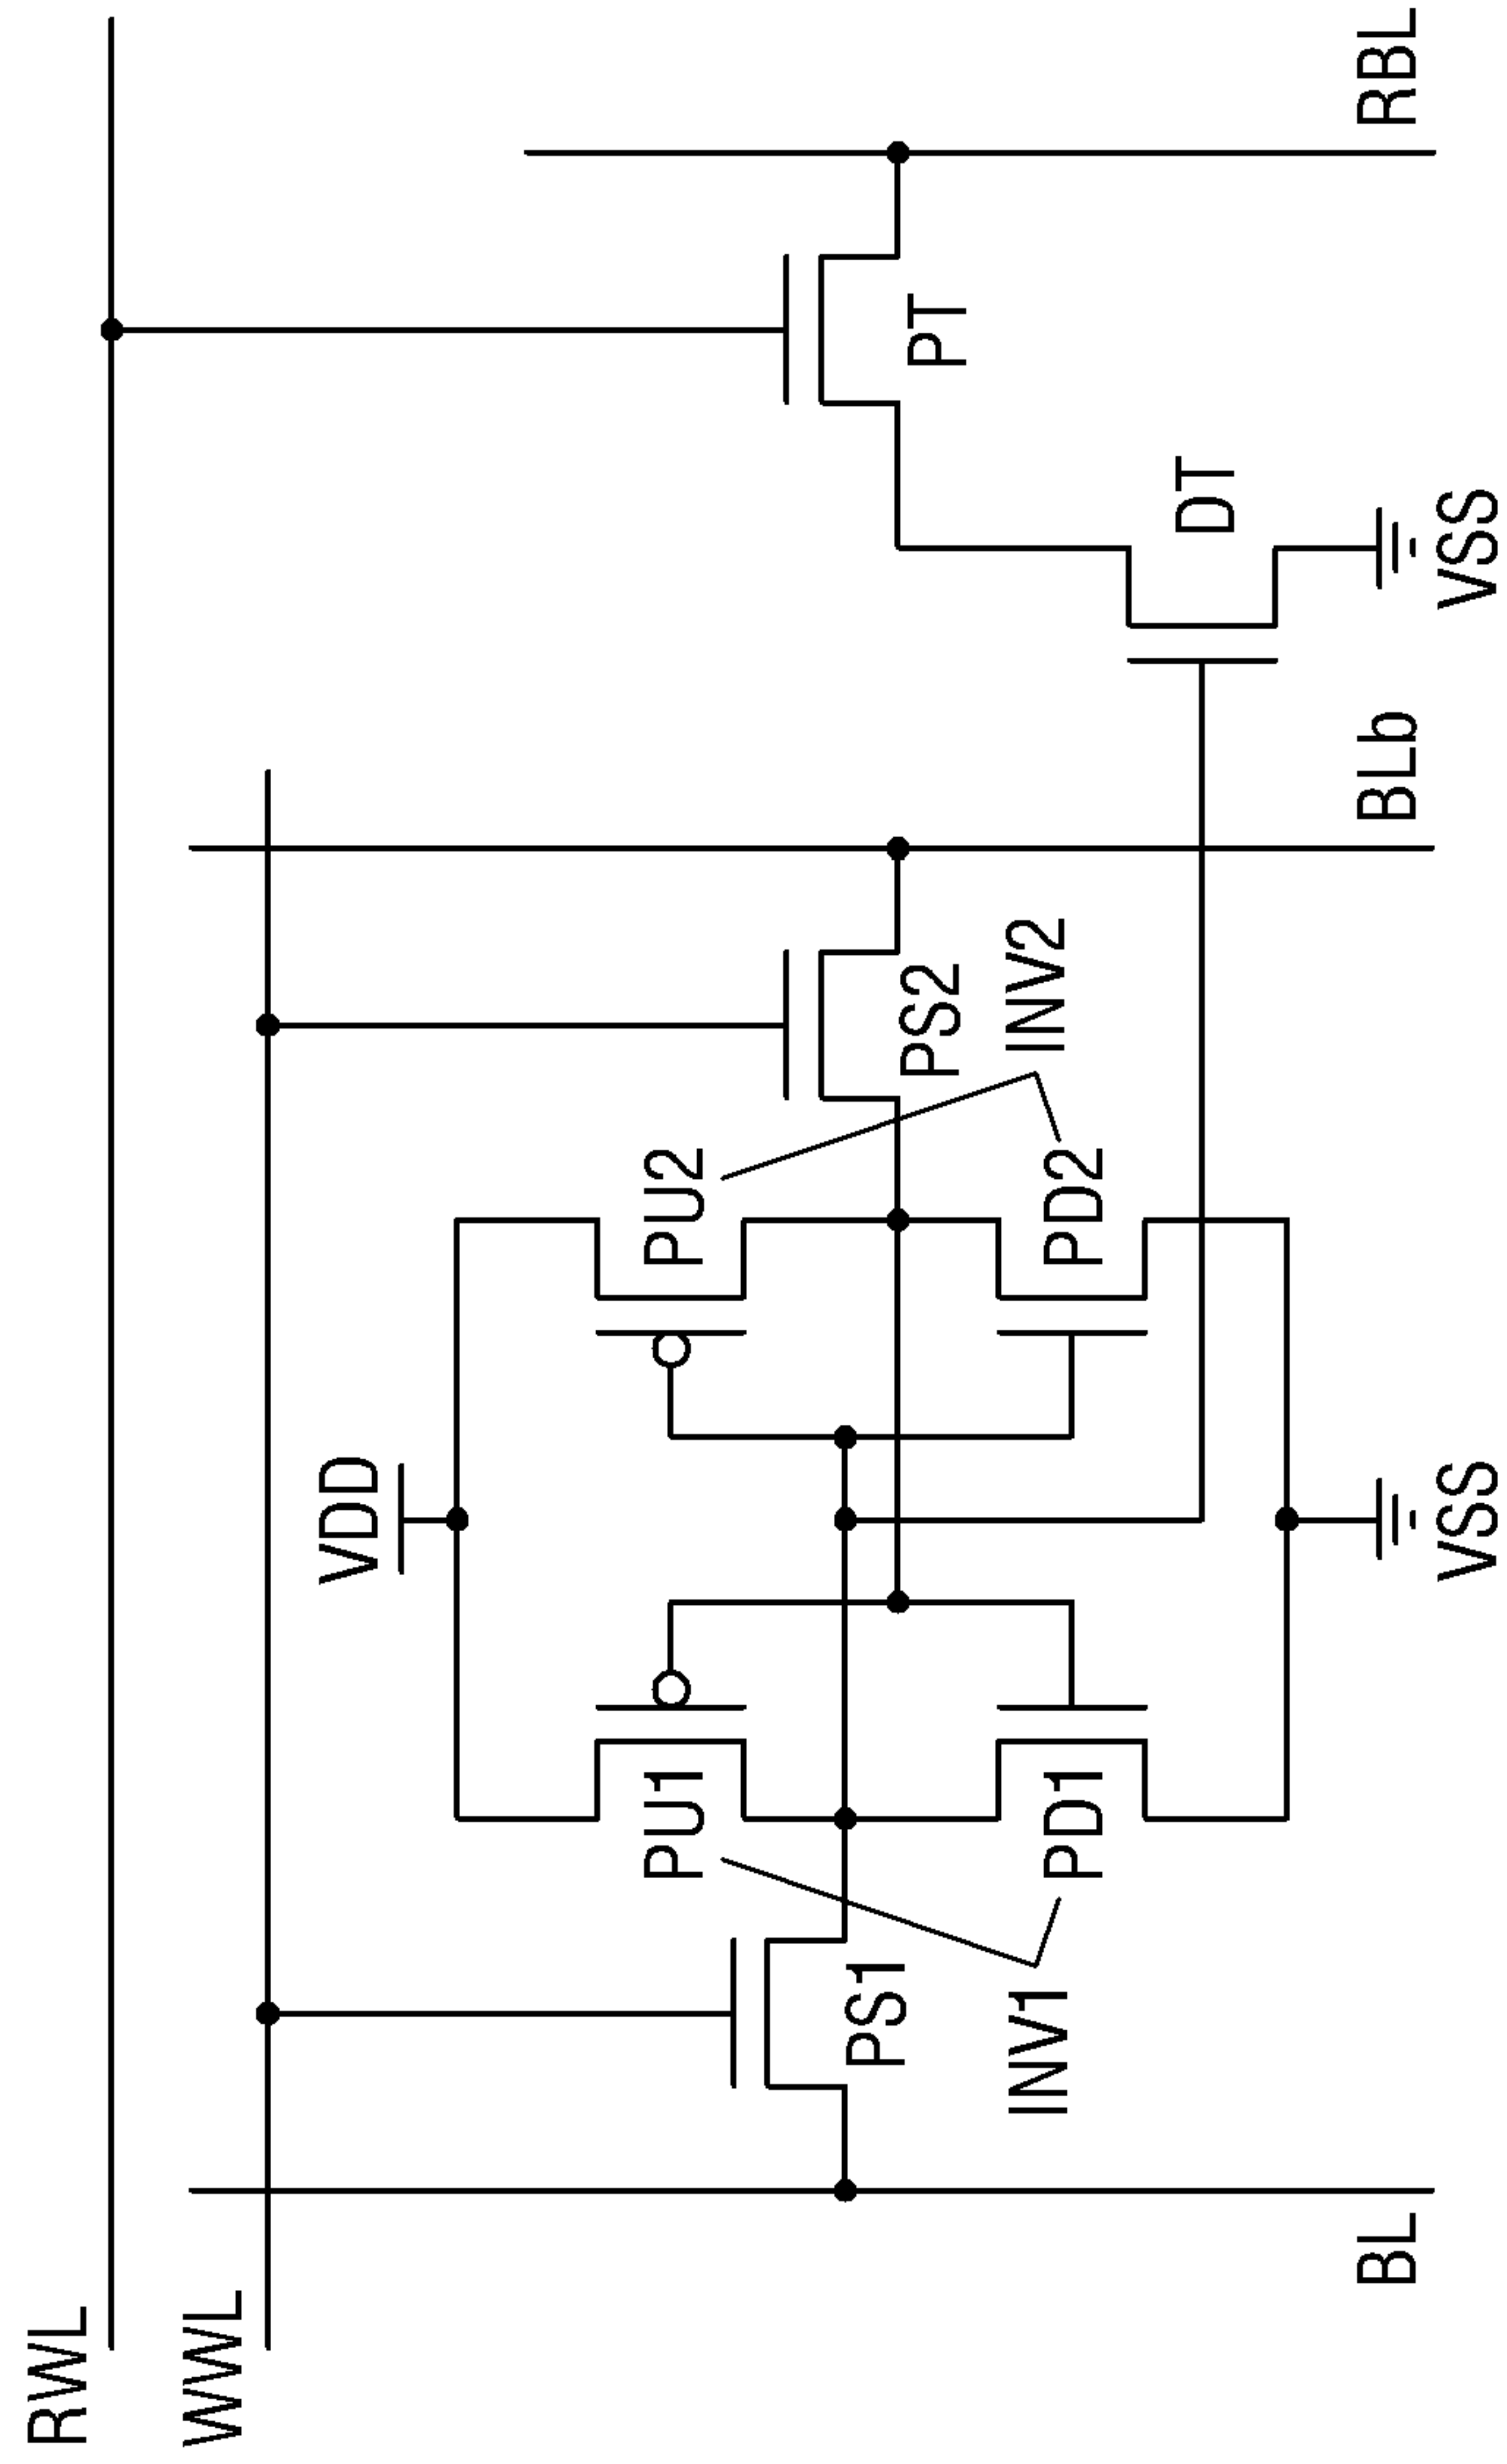 RWL
WWL
VDD
PU1
PU2
PS1
PS2
PT
INV1
PD1
PD2
INV2
DT
BL
BLb
RBL
VSS
VSS